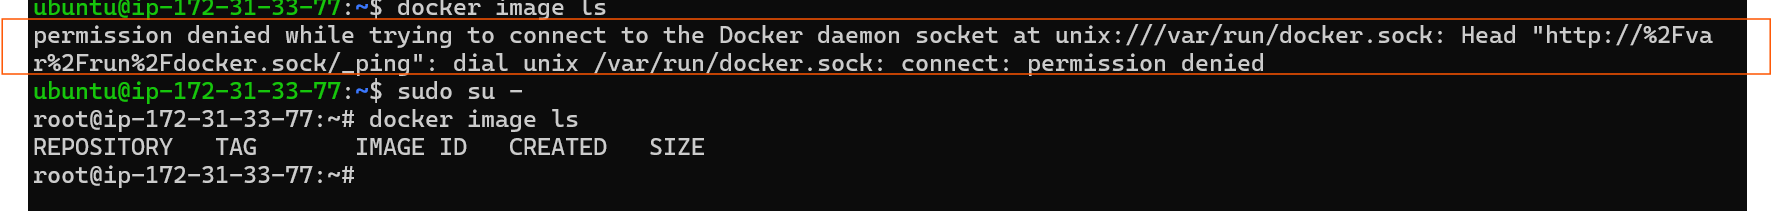 ubuntu@ip-172-31-33-77:~$ docker image ls
permission denied while trying to connect to the Docker daemon socket at unix:///var/run/docker.sock: Head "http://%2Fva
r%2Frun%2Fdocker.sock/_ping": dial unix /var/run/docker.sock: connect: permission denied
ubuntu@ip-172-31-33-77:~$ sudo su -
root@ip-172-31-33-77:~# docker image ls
REPOSITORY   TAG       IMAGE ID   CREATED   SIZE
root@ip-172-31-33-77:~#